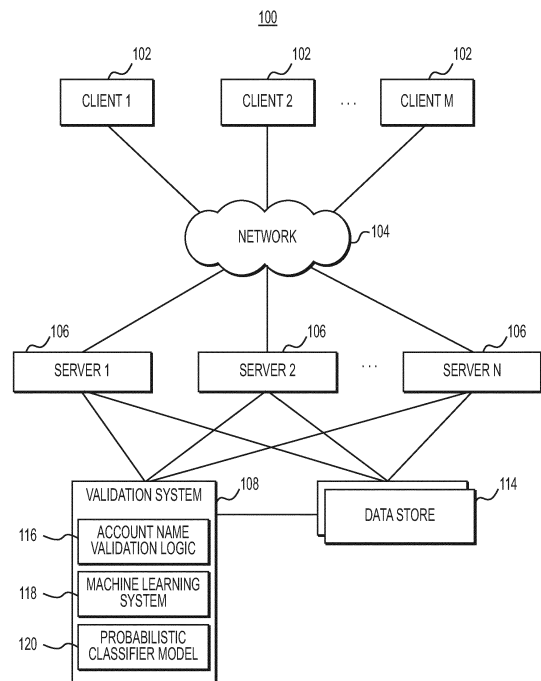 100
102 102 102
CLIENT 1 CLIENT 2 ... CLIENT M
NETWORK 104
106 106 106
SERVER 1 SERVER 2 ... SERVER N
VALIDATION SYSTEM 108
DATA STORE 114
116 ACCOUNT NAME
VALIDATION LOGIC
118 MACHINE LEARNING
SYSTEM
120 PROBABILISTIC
CLASSIFIER MODEL